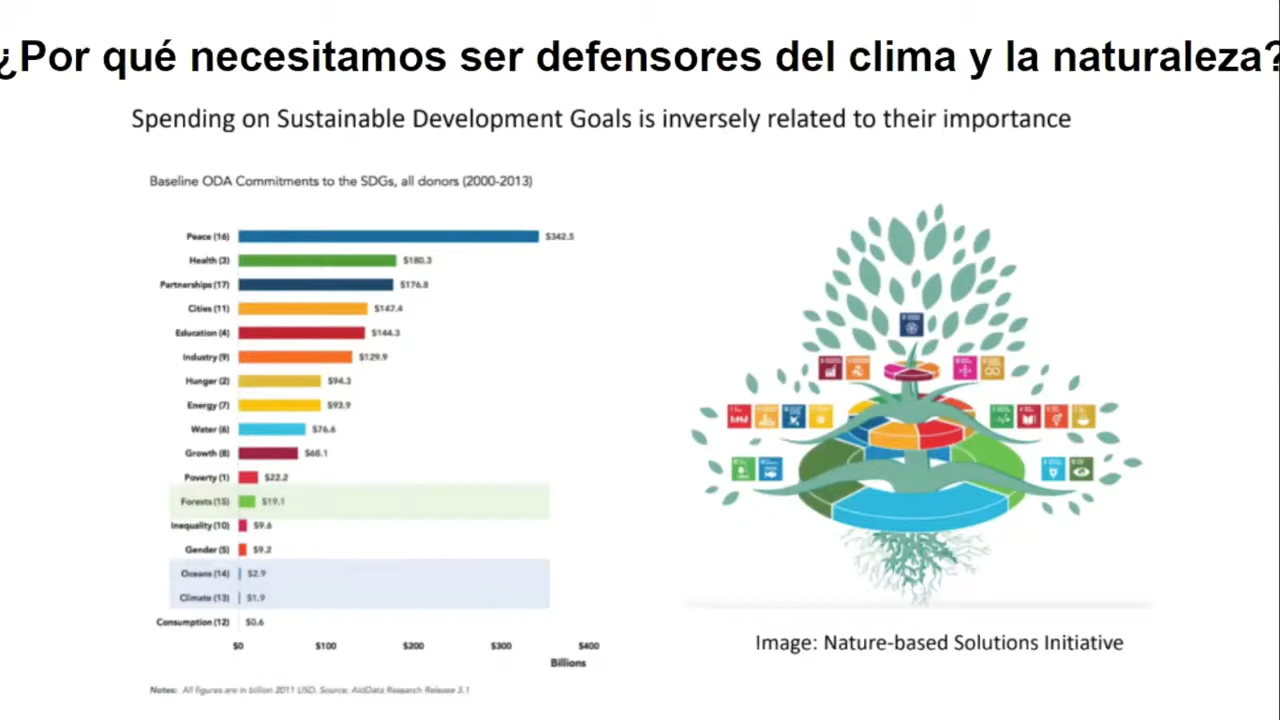 ¿Por qué necesitamos ser defensores del clima y la naturaleza?
Spending on Sustainable Development Goals is inversely related to their importance
Baseline ODA Commitments to the SDGs, all donors (2000-2013)
Peace (16) $342.5
Health (3) $180.3
Partnerships (17) $176.8
Cities (11) $147.4
Education (4) $144.3
Industry (9) $129.9
Hunger (2) $94.3
Energy (7) $93.9
Water (6) $76.6
Growth (8) $68.1
Poverty (1) $22.2
Forests (15) $19.1
Inequality (10) $9.6
Gender (5) $9.2
Oceans (14) $2.9
Climate (13) $1.9
Consumption (12) $0.6
$0 $100 $200 $300 $400
Billions
Notes: All figures are in billion 2011 USD. Source: AidData Research Release 3.1
Image: Nature-based Solutions Initiative